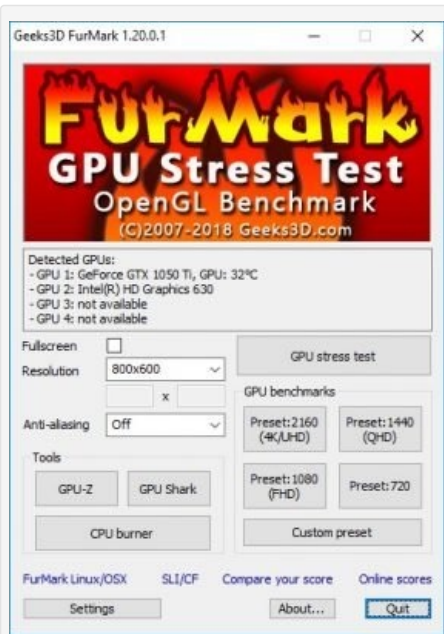 Geeks3D FurMark 1.20.0.1
FurMark
GPU Stress Test
OpenGL Benchmark
(C)2007-2018 Geeks3D.com
Detected GPUs:
- GPU 1: GeForce GTX 1050 Ti, GPU: 32°C
- GPU 2: Intel(R) HD Graphics 630
- GPU 3: not available
- GPU 4: not available
Fullscreen
Resolution 800x600
x
Anti-aliasing Off
GPU stress test
GPU benchmarks
Preset:2160
(4K/UHD)
Preset:1440
(QHD)
Preset:1080
(FHD)
Preset:720
Custom preset
Tools
GPU-Z GPU Shark
CPU burner
FurMark Linux/OSX SLI/CF Compare your score Online scores
Settings About... Quit